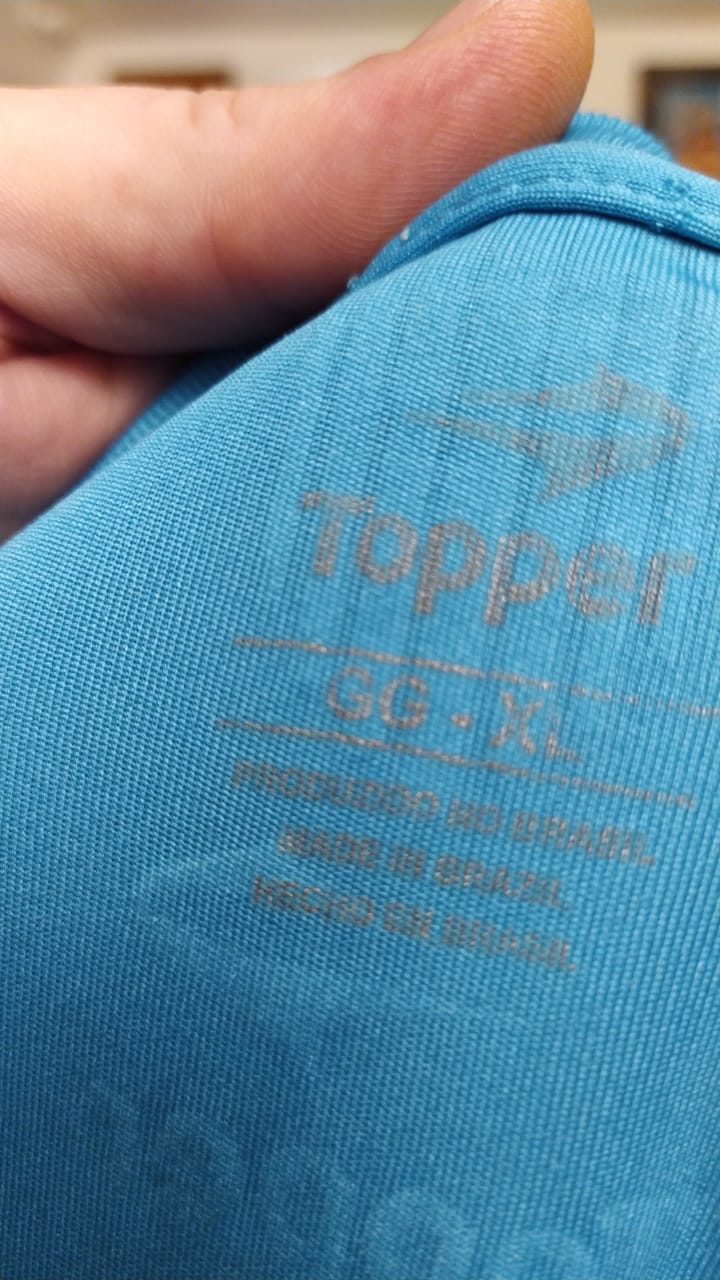 Topper
GG - XL
PRODUZIDO NO BRASIL
MADE IN BRAZIL
HECHO EN BRASIL